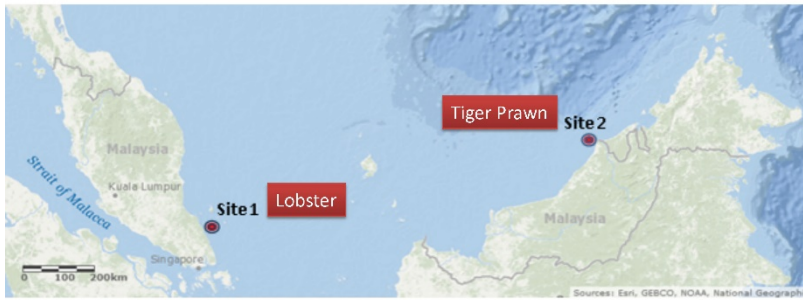 Tiger Prawn
Site 2
Malaysia
Strait of Malacca
Kuala Lumpur
Site 1
Lobster
Malaysia
Singapore
0 100 200km
Sources: Esri, GEBCO, NOAA, National Geograph